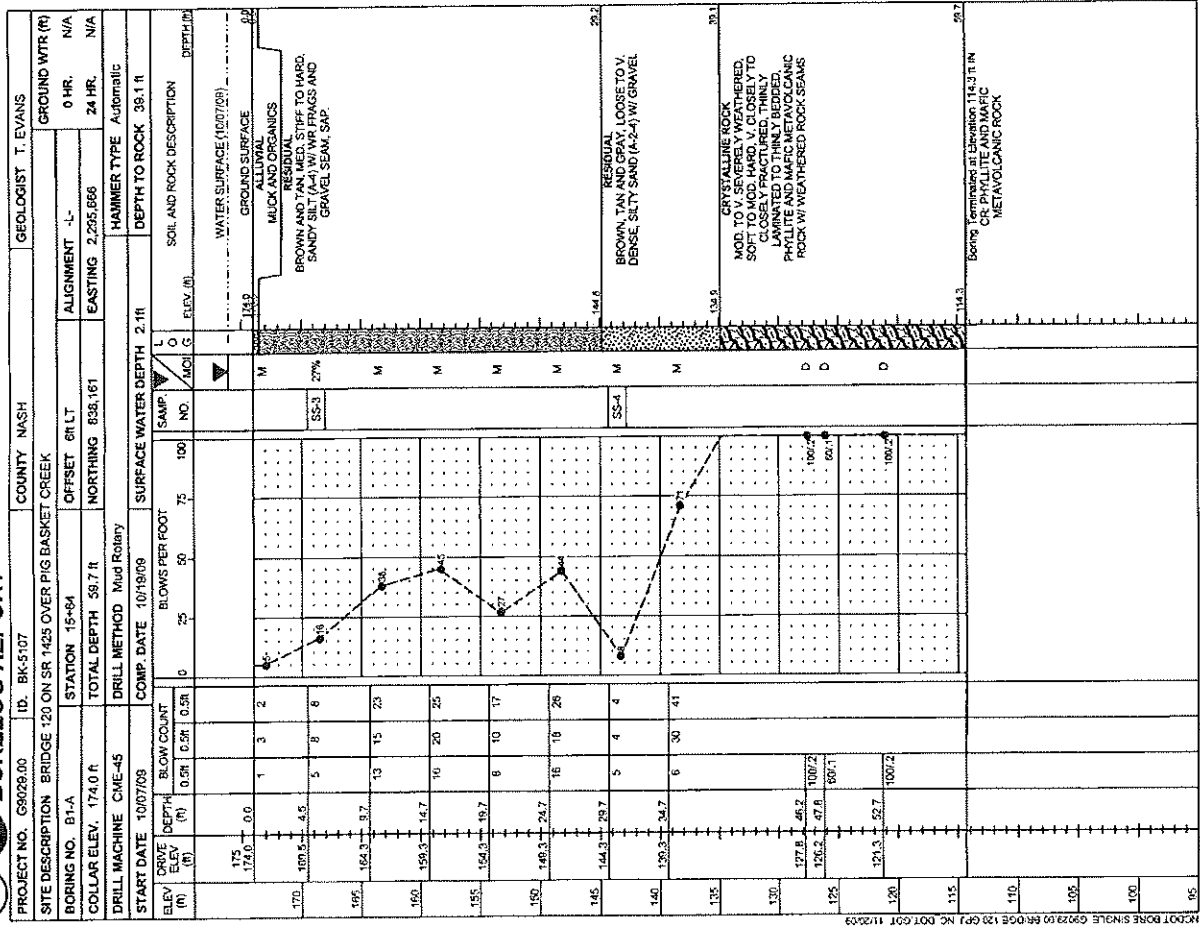 PROJECT NO. G9029.00 ID. BK-5107 COUNTY NASH GEOLOGIST T. EVANS
SITE DESCRIPTION BRIDGE 120 ON SR 1425 OVER PIG BASKET CREEK GROUND WTR (ft)
BORING NO. B1-A STATION 15+64 OFFSET 6ft LT ALIGNMENT -L- 0 HR. N/A
COLLAR ELEV. 174.0 ft TOTAL DEPTH 59.7 ft NORTHING 838,161 EASTING 2,295,666 24 HR. N/A
DRILL MACHINE CME-45 DRILL METHOD Mud Rotary HAMMER TYPE Automatic
START DATE 10/07/09 COMP. DATE 10/19/09 SURFACE WATER DEPTH 2.1ft DEPTH TO ROCK 39.1 ft
ELEV (ft) DRIVE ELEV (ft) DEPTH (ft) BLOW COUNT BLOWS PER FOOT SAMP. NO. MOI L O G SOIL AND ROCK DESCRIPTION
0.5ft 0.5ft 0.5ft 0 25 50 75 100 ELEV. (ft) DEPTH (ft)
175
WATER SURFACE (10/07/09)
174.0 0.0 1 3 2 5 M 174.0 GROUND SURFACE 0.0
ALLUVIAL
MUCK AND ORGANICS
RESIDUAL
BROWN AND TAN, MED. STIFF TO HARD,
SANDY SILT (A-4) W/ WR FRAGS AND
GRAVEL SEAM, SAP.
170
169.5 4.5 5 8 8 16 SS-3 27%
165
164.3 9.7 13 15 23 38 M
160
159.3 14.7 16 20 25 45 M
155
154.3 19.7 8 10 17 27 M
150
149.3 24.7 16 18 26 44 M
145
144.8 29.2
144.3 29.7 5 4 4 8 SS-4 M
RESIDUAL
BROWN, TAN AND GRAY, LOOSE TO V.
DENSE, SILTY SAND (A-2-4) W/ GRAVEL
140
139.3 34.7 6 30 41 71 M
135
134.9 39.1
CRYSTALLINE ROCK
MOD. TO V. SEVERELY WEATHERED,
SOFT TO MOD. HARD, V. CLOSELY TO
CLOSELY FRACTURED, THINLY
LAMINATED TO THINLY BEDDED,
PHYLLITE AND MAFIC METAVOLCANIC
ROCK W/ WEATHERED ROCK SEAMS
130
127.8 46.2 100/.2 100/.2 D
126.2 47.8 60/.1 60/.1 D
125
121.3 52.7 100/.2 100/.2 D
120
115
114.3 59.7
Boring Terminated at Elevation 114.3 ft IN
CR: PHYLLITE AND MAFIC
METAVOLCANIC ROCK
110
105
100
95
NCDOT BORE SINGLE G9029.00 BRIDGE 120.GPJ NC_DOT.GDT 11/20/09